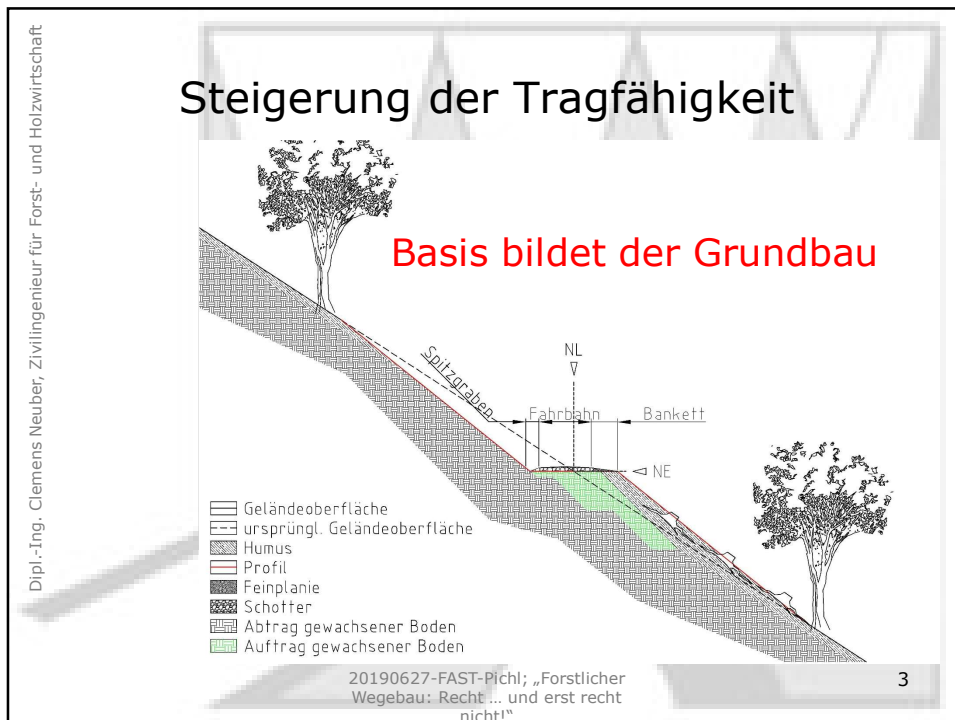 Dipl.-Ing. Clemens Neuber, Zivilingenieur für Forst- und Holzwirtschaft
Steigerung der Tragfähigkeit
Basis bildet der Grundbau
Spitzgraben
NL
Fahrbahn
Bankett
NE
Geländeoberfläche
ursprüngl. Geländeoberfläche
Humus
Profil
Feinplanie
Schotter
Abtrag gewachsener Boden
Auftrag gewachsener Boden
20190627-FAST-Pichl; „Forstlicher
Wegebau: Recht … und erst recht
nicht!“
3